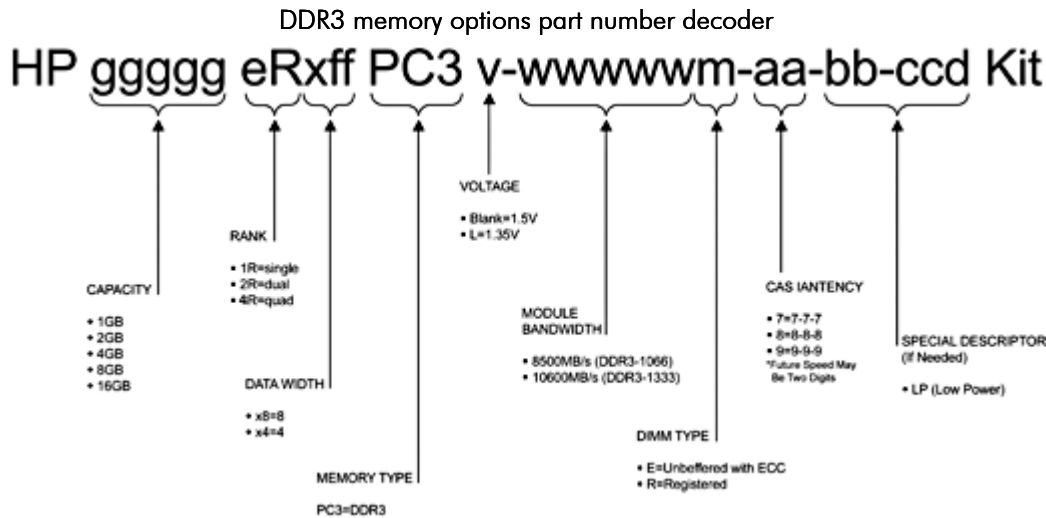 DDR3 memory options part number decoder
HP ggggg eRxff PC3 v-wwwwwm-aa-bb-ccd Kit
VOLTAGE
• Blank=1.5V
• L=1.35V
RANK
• 1R=single
• 2R=dual
• 4R=quad
CAPACITY
• 1GB
• 2GB
• 4GB
• 8GB
• 16GB
CAS IANTENCY
• 7=7-7-7
• 8=8-8-8
• 9=9-9-9
*Future Speed May
Be Two Digits
MODULE
BANDWIDTH
• 8500MB/s (DDR3-1066)
• 10600MB/s (DDR3-1333)
SPECIAL DESCRIPTOR
(If Needed)
• LP (Low Power)
DATA WIDTH
• x8=8
• x4=4
DIMM TYPE
• E=Unbeffered with ECC
• R=Registered
MEMORY TYPE
PC3=DDR3